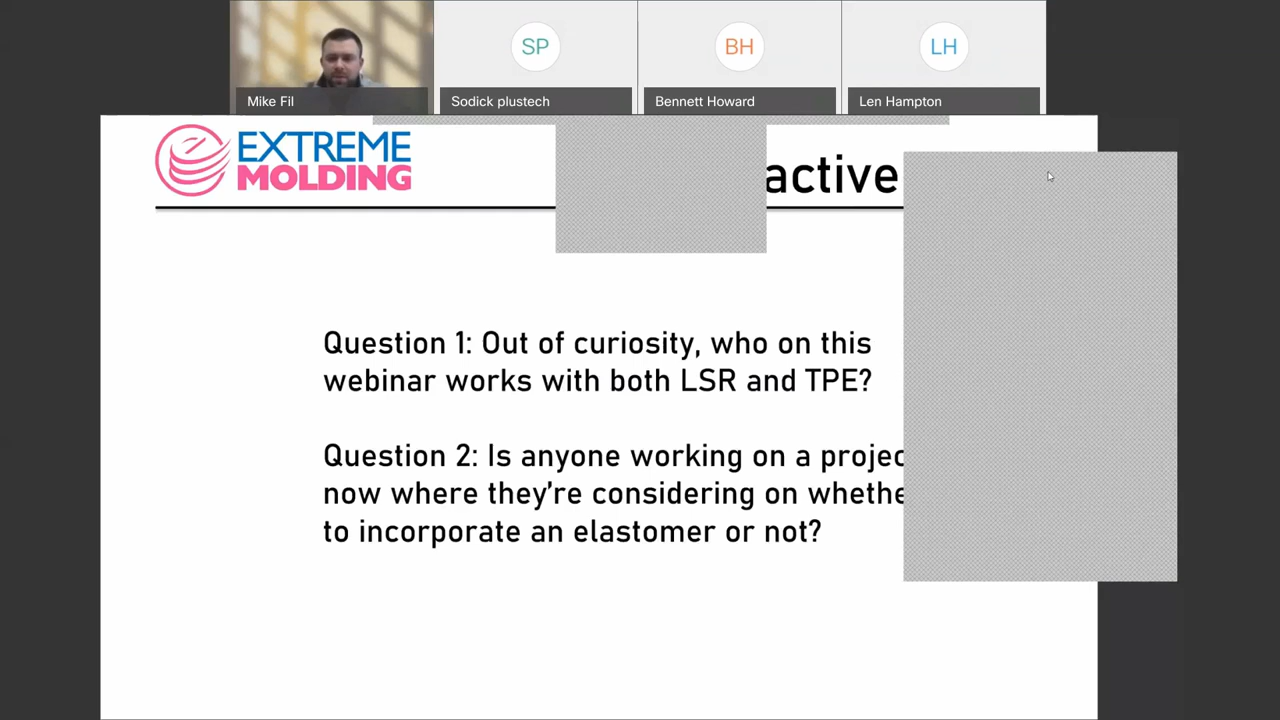 SP
BH
LH
Mike Fil
Sodick plustech
Bennett Howard
Len Hampton
EXTREME
MOLDING
active
Question 1: Out of curiosity, who on this
webinar works with both LSR and TPE?
Question 2: Is anyone working on a projec
now where they're considering on whethe
to incorporate an elastomer or not?